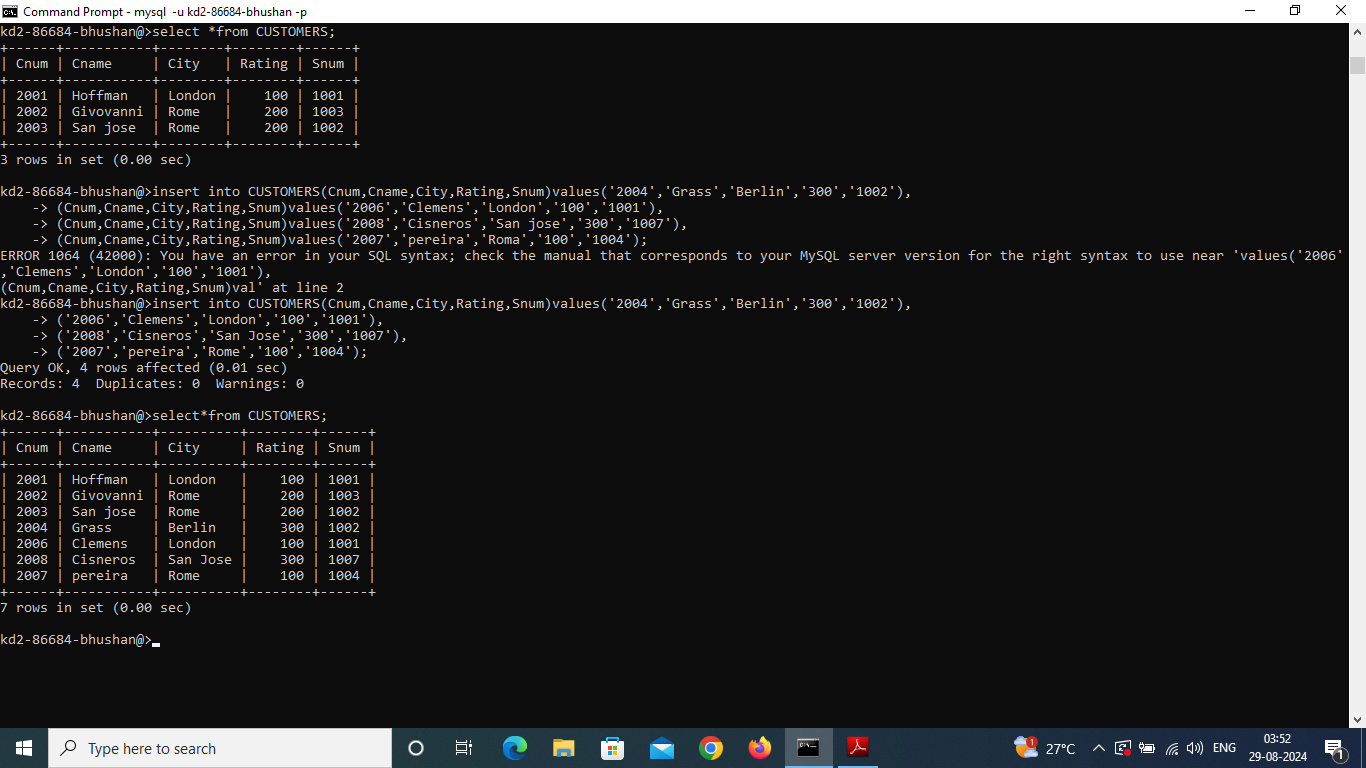 Command Prompt - mysql -u kd2-86684-bhushan -p
kd2-86684-bhushan@>select *from CUSTOMERS;
+------+-----------+--------+--------+------+
| Cnum | Cname     | City   | Rating | Snum |
+------+-----------+--------+--------+------+
| 2001 | Hoffman   | London |    100 | 1001 |
| 2002 | Givovanni | Rome   |    200 | 1003 |
| 2003 | San jose  | Rome   |    200 | 1002 |
+------+-----------+--------+--------+------+
3 rows in set (0.00 sec)
kd2-86684-bhushan@>insert into CUSTOMERS(Cnum,Cname,City,Rating,Snum)values('2004','Grass','Berlin','300','1002'),
    -> (Cnum,Cname,City,Rating,Snum)values('2006','Clemens','London','100','1001'),
    -> (Cnum,Cname,City,Rating,Snum)values('2008','Cisneros','San jose','300','1007'),
    -> (Cnum,Cname,City,Rating,Snum)values('2007','pereira','Roma','100','1004');
ERROR 1064 (42000): You have an error in your SQL syntax; check the manual that corresponds to your MySQL server version for the right syntax to use near 'values('2006'
,'Clemens','London','100','1001'),
(Cnum,Cname,City,Rating,Snum)val' at line 2
kd2-86684-bhushan@>insert into CUSTOMERS(Cnum,Cname,City,Rating,Snum)values('2004','Grass','Berlin','300','1002'),
    -> ('2006','Clemens','London','100','1001'),
    -> ('2008','Cisneros','San Jose','300','1007'),
    -> ('2007','pereira','Rome','100','1004');
Query OK, 4 rows affected (0.01 sec)
Records: 4  Duplicates: 0  Warnings: 0
kd2-86684-bhushan@>select*from CUSTOMERS;
+------+-----------+----------+--------+------+
| Cnum | Cname     | City     | Rating | Snum |
+------+-----------+----------+--------+------+
| 2001 | Hoffman   | London   |    100 | 1001 |
| 2002 | Givovanni | Rome     |    200 | 1003 |
| 2003 | San jose  | Rome     |    200 | 1002 |
| 2004 | Grass     | Berlin   |    300 | 1002 |
| 2006 | Clemens   | London   |    100 | 1001 |
| 2008 | Cisneros  | San Jose |    300 | 1007 |
| 2007 | pereira   | Rome     |    100 | 1004 |
+------+-----------+----------+--------+------+
7 rows in set (0.00 sec)
kd2-86684-bhushan@>
Type here to search
1
27°C
ENG
03:52
29-08-2024
1